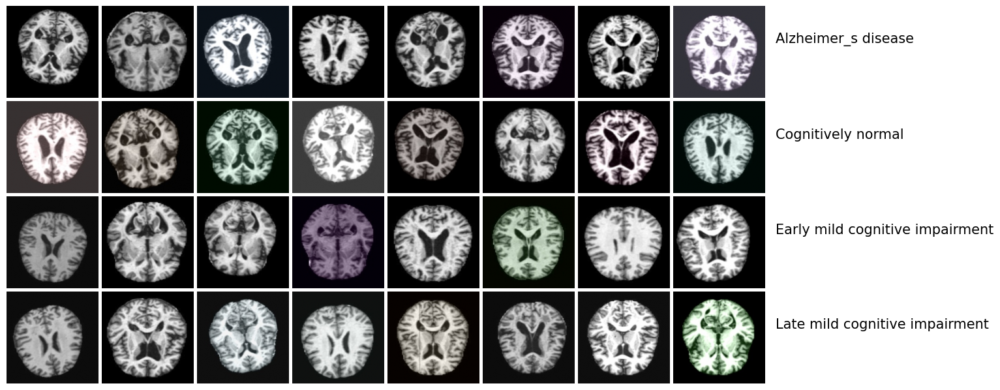 Alzheimer_s disease
Cognitively normal
Early mild cognitive impairment
Late mild cognitive impairment